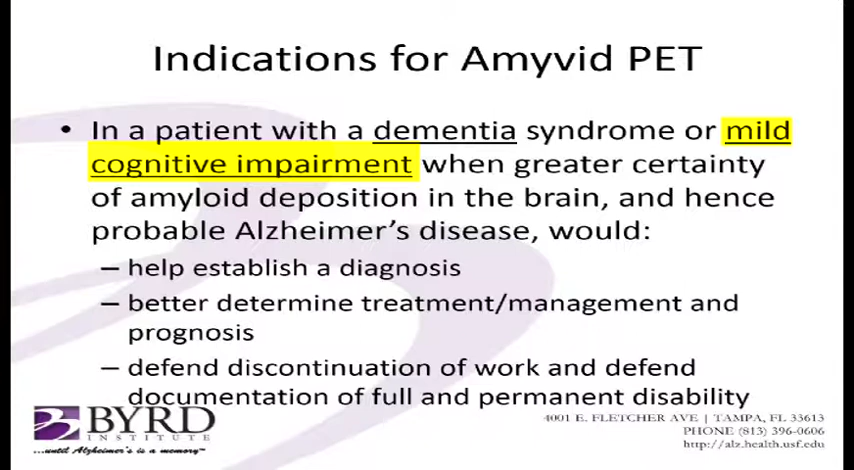 Indications for Amyvid PET
• In a patient with a dementia syndrome or mild
cognitive impairment when greater certainty
of amyloid deposition in the brain, and hence
probable Alzheimer's disease, would:
– help establish a diagnosis
– better determine treatment/management and
prognosis
– defend discontinuation of work and defend
documentation of full and permanent disability
BYRD
INSTITUTE
...until Alzheimer's is a memory™
4001 E. FLETCHER AVE | TAMPA, FL 33613
PHONE (813) 396-0606
http://alz.health.usf.edu